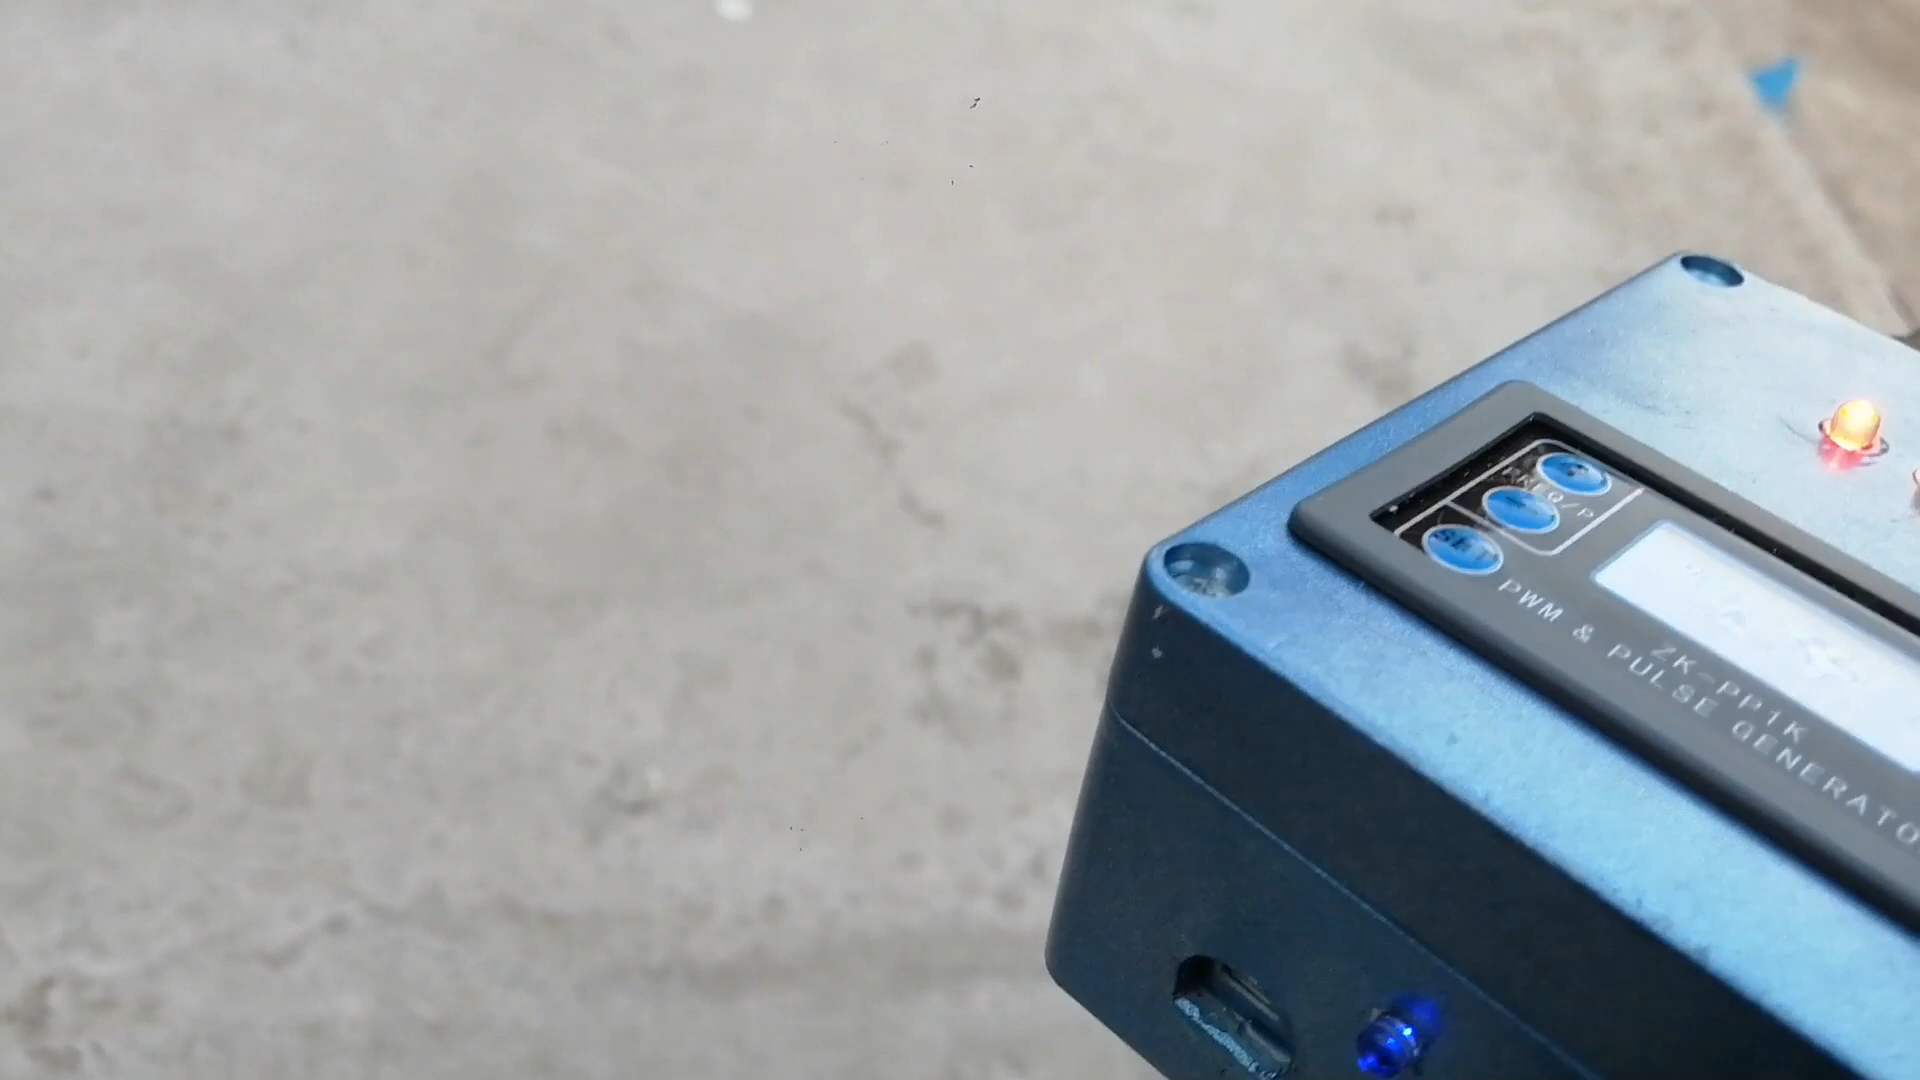 FREQ/P
SET
ZK-PP1K
PWM & PULSE GENERATO